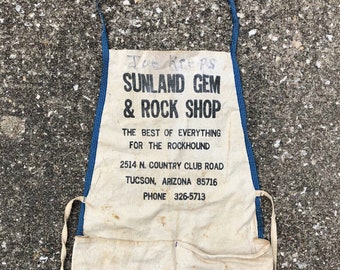 Joe Keeps
SUNLAND GEM
& ROCK SHOP
THE BEST OF EVERYTHING
FOR THE ROCKHOUND
2514 N. COUNTRY CLUB ROAD
TUCSON, ARIZONA 85716
PHONE 326-5713